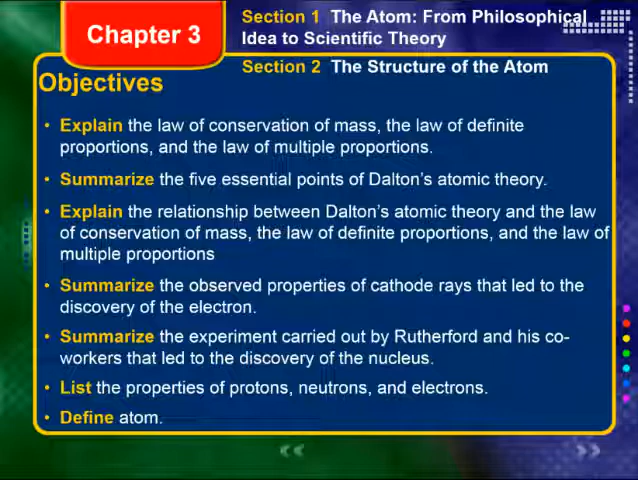 Chapter 3
Section 1 The Atom: From Philosophical
Idea to Scientific Theory
Section 2 The Structure of the Atom
Objectives
• Explain the law of conservation of mass, the law of definite
proportions, and the law of multiple proportions.
• Summarize the five essential points of Dalton's atomic theory.
• Explain the relationship between Dalton's atomic theory and the law
of conservation of mass, the law of definite proportions, and the law of
multiple proportions
• Summarize the observed properties of cathode rays that led to the
discovery of the electron.
• Summarize the experiment carried out by Rutherford and his co-
workers that led to the discovery of the nucleus.
• List the properties of protons, neutrons, and electrons.
• Define atom.